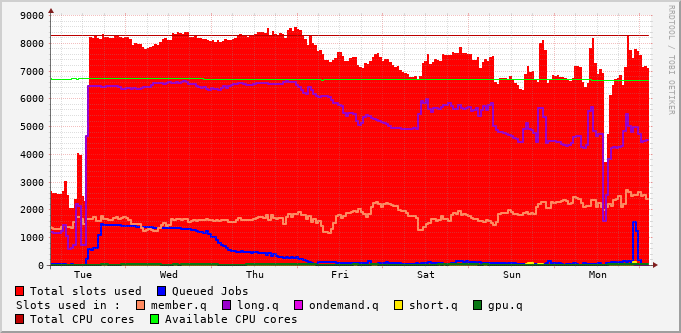 9000
8000
7000
6000
5000
4000
3000
2000
1000
0
Tue Wed Thu Fri Sat Sun Mon
RRDTOOL / TOBI OETIKER
Total slots used Queued Jobs
Slots used in : member.q long.q ondemand.q short.q gpu.q
Total CPU cores Available CPU cores